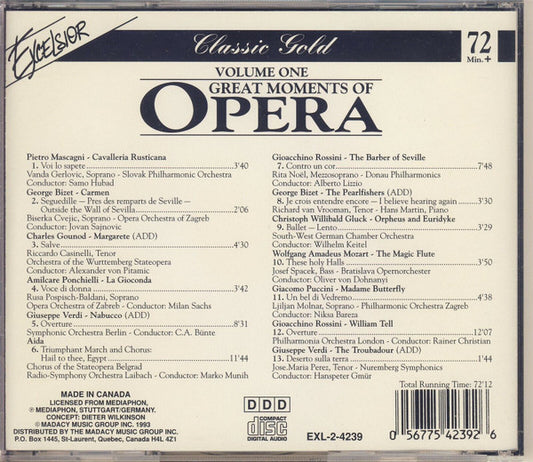 EXCELSIOR
Classic Gold
72
Min.+
VOLUME ONE
GREAT MOMENTS OF
OPERA
Pietro Mascagni - Cavalleria Rusticana
1. Voi lo sapete 3'40
Vanda Gerlovic, Soprano - Slovak Philharmonic Orchestra
Conductor: Samo Hubad
George Bizet - Carmen
2. Seguedille — Pres des remparts de Seville —
Outside the Wall of Sevilla 2'06
Biserka Cvejic, Soprano - Opera Orchestra of Zagreb
Conductor: Jovan Sajnovic
Charles Gounod - Margarete (ADD)
3. Salve 4'30
Riccardo Casinelli, Tenor
Orchestra of the Wurttemberg Stateopera
Conductor: Alexander von Pitamic
Amilcare Ponchielli - La Gioconda
4. Voce di donna 3'42
Rusa Pospisch-Baldani, Soprano
Opera Orchestra of Zabreb - Conductor: Milan Sachs
Giuseppe Verdi - Nabucco (ADD)
5. Overture 8'31
Symphonic Orchestra Berlin - Conductor: C.A. Bünte
Aida
6. Triumphant March and Chorus:
Hail to thee, Egypt 11'44
Chorus of the Stateopera Belgrad
Radio-Symphony Orchestra Laibach - Conductor: Marko Munih
Gioacchino Rossini - The Barber of Seville
7. Contro un cor 7'48
Rita Noël, Mezzosoprano - Donau Philharmonics
Conductor: Alberto Lizzio
George Bizet - The Pearlfishers (ADD)
8. Je crois entendre encore — I believe hearing again 3'30
Richard van Vrooman, Tenor - Hans Martin, Piano
Christoph Willibald Gluck - Orpheus and Euridyke
9. Ballet — Lento 5'29
South-West German Chamber Orchestra
Conductor: Wilhelm Keitel
Wolfgang Amadeus Mozart - The Magic Flute
10. These holy Halls 3'50
Josef Spacek, Bass - Bratislava Opernorchester
Conductor: Oliver von Dohnanyi
Giacomo Puccini - Madame Butterfly
11. Un bel di Vedremo 4'38
Ljiljan Molnar, Soprano - Philharmonic Orchestra Zagreb
Conductor: Niksa Bareza
Gioacchino Rossini - William Tell
12. Overture 12'07
Philharmonia Orchestra London - Conductor: Rainer Christian
Giuseppe Verdi - The Troubadour (ADD)
13. Deserto sulla terra 1'44
Jose.Maria Perez, Tenor - Nuremberg Symphonics
Conductor: Hanspeter Gmür
Total Running Time: 72'12
MADE IN CANADA
LICENSED FROM MEDIAPHON,
℗ MEDIAPHON, STUTTGART/GERMANY.
CONCEPT: DIETER WILKINSON
© MADACY MUSIC GROUP INC. 1993
DISTRIBUTED BY THE MADACY MUSIC GROUP INC.
P.O. Box 1445, St-Laurent, Quebec, Canada H4L 4Z1
DDD
COMPACT
disc
DIGITAL AUDIO
EXL-2-4239
0 56775 42392 6